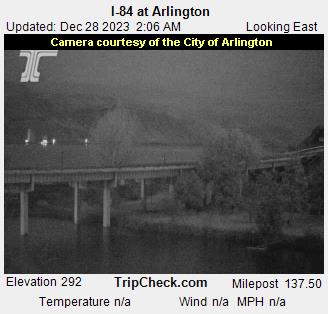 I-84 at Arlington
Updated: Dec 28 2023 2:06 AM Looking East
Camera courtesy of the City of Arlington
Elevation 292 TripCheck.com Milepost 137.50
Temperature n/a Wind n/a MPH n/a